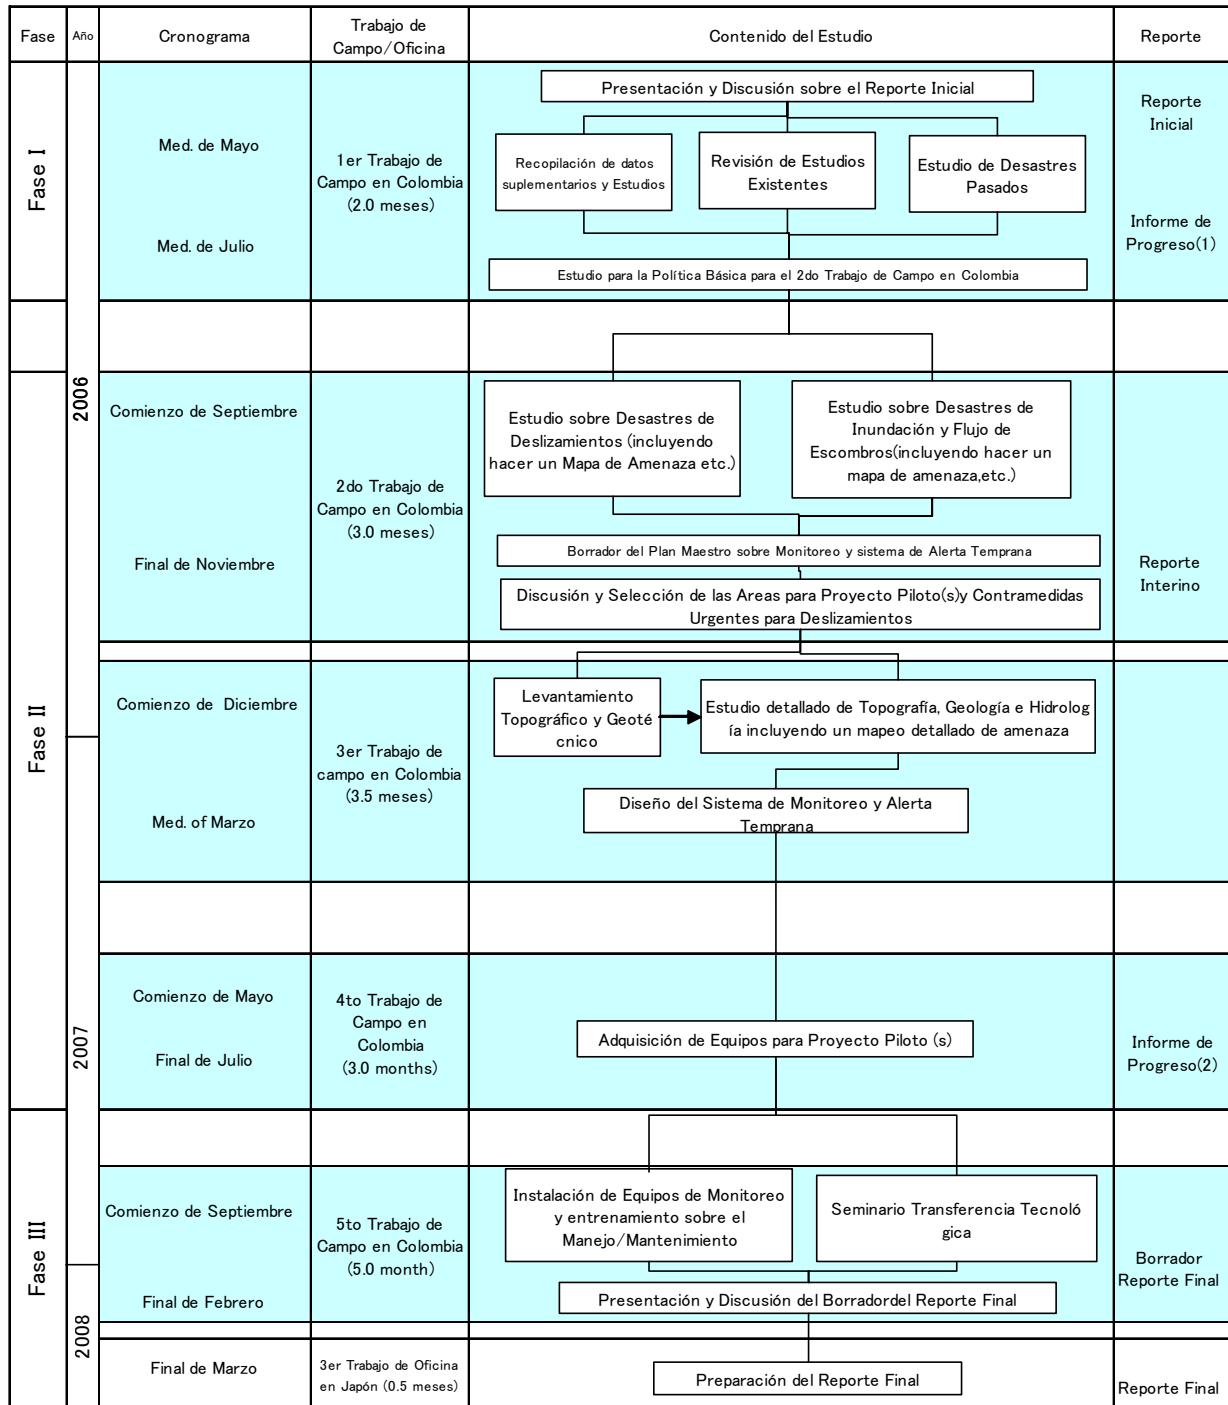 Fase
Año
Cronograma
Trabajo de
Campo/Oficina
Contenido del Estudio
Reporte
Fase I
2006
Med. de Mayo
Med. de Julio
1er Trabajo de
Campo en Colombia
(2.0 meses)
Presentación y Discusión sobre el Reporte Inicial
Recopilación de datos
suplementarios y Estudios
Revisión de Estudios
Existentes
Estudio de Desastres
Pasados
Estudio para la Política Básica para el 2do Trabajo de Campo en Colombia
Reporte
Inicial
Informe de
Progreso(1)
Fase II
Comienzo de Septiembre
Final de Noviembre
2do Trabajo de
Campo en Colombia
(3.0 meses)
Estudio sobre Desastres de
Deslizamientos (incluyendo
hacer un Mapa de Amenaza etc.)
Estudio sobre Desastres de
Inundación y Flujo de
Escombros(incluyendo hacer un
mapa de amenaza,etc.)
Borrador del Plan Maestro sobre Monitoreo y sistema de Alerta Temprana
Discusión y Selección de las Areas para Proyecto Piloto(s)y Contramedidas
Urgentes para Deslizamientos
Reporte
Interino
Comienzo de Diciembre
Med. of Marzo
3er Trabajo de
campo en Colombia
(3.5 meses)
Levantamiento
Topográfico y Geoté
cnico
Estudio detallado de Topografía, Geología e Hidrolog
ía incluyendo un mapeo detallado de amenaza
Diseño del Sistema de Monitoreo y Alerta
Temprana
2007
Comienzo de Mayo
Final de Julio
4to Trabajo de
Campo en
Colombia
(3.0 months)
Adquisición de Equipos para Proyecto Piloto (s)
Informe de
Progreso(2)
Fase III
Comienzo de Septiembre
Final de Febrero
5to Trabajo de
Campo en Colombia
(5.0 month)
Instalación de Equipos de Monitoreo
y entrenamiento sobre el
Manejo/Mantenimiento
Seminario Transferencia Tecnoló
gica
Presentación y Discusión del Borradordel Reporte Final
Borrador
Reporte Final
2008
Final de Marzo
3er Trabajo de Oficina
en Japón (0.5 meses)
Preparación del Reporte Final
Reporte Final